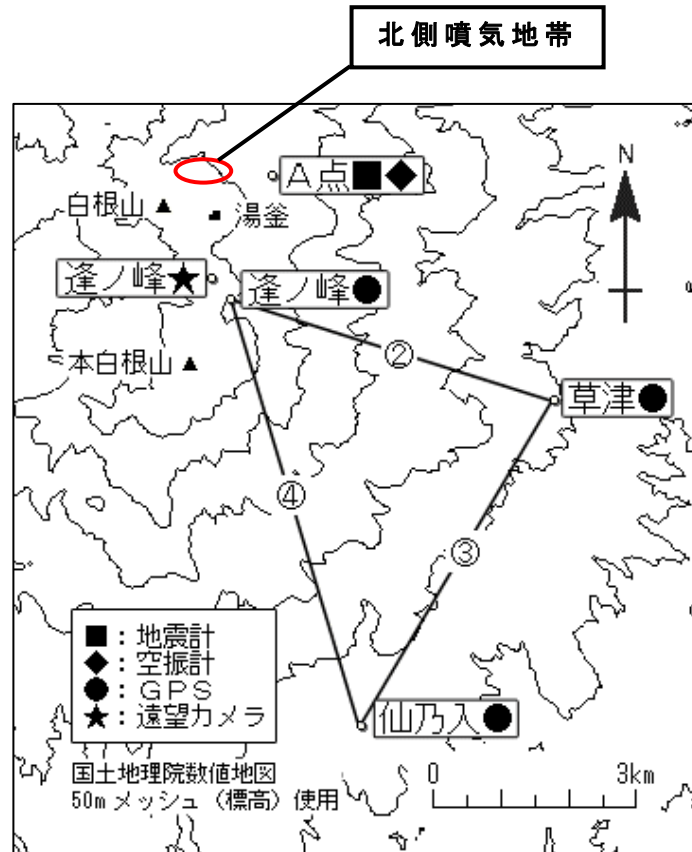 北側噴気地帯
N
A点■◆
白根山▲
湯釜
逢ノ峰★
逢ノ峰●
②
本白根山▲
草津●
④
③
■：地震計
◆：空振計
●：GPS
★：遠望カメラ
仙乃入●
国土地理院数値地図
50mメッシュ（標高）使用
0 3km